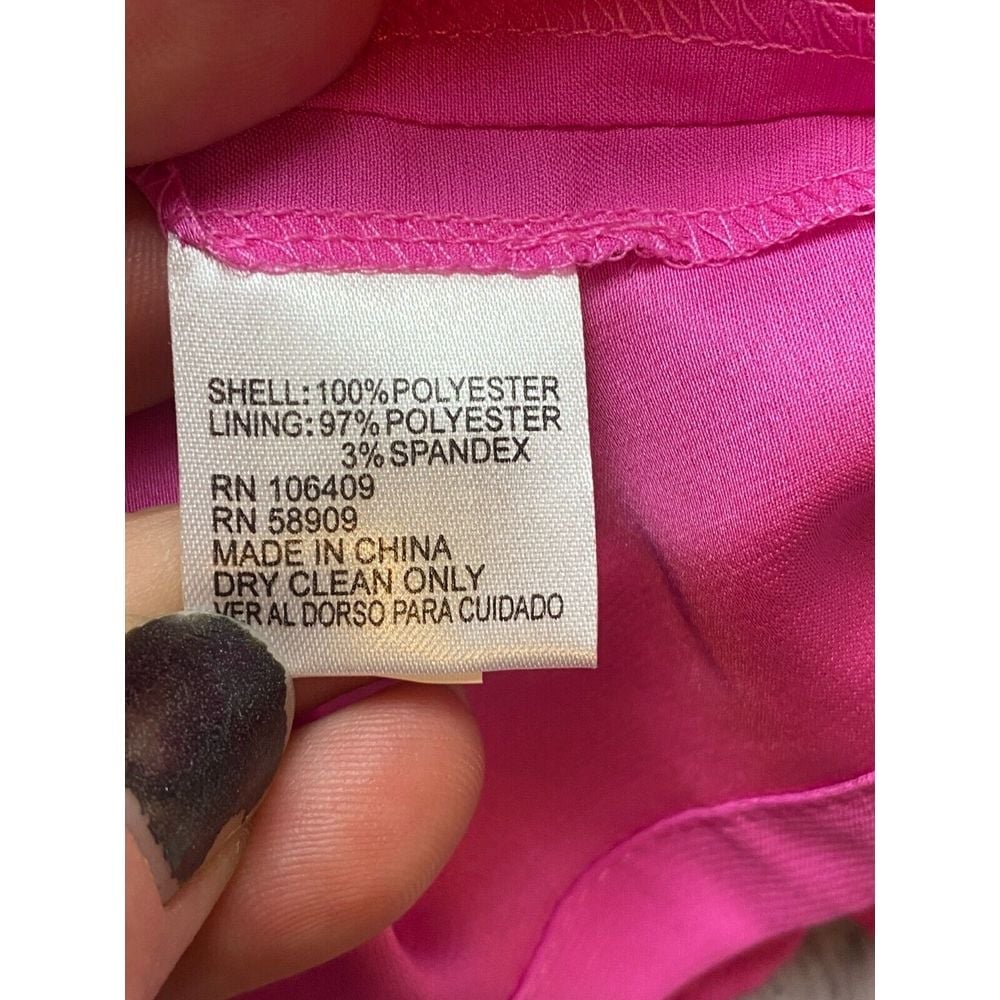 SHELL: 100% POLYESTER
LINING: 97% POLYESTER
3% SPANDEX
RN 106409
RN 58909
MADE IN CHINA
DRY CLEAN ONLY
VER AL DORSO PARA CUIDADO